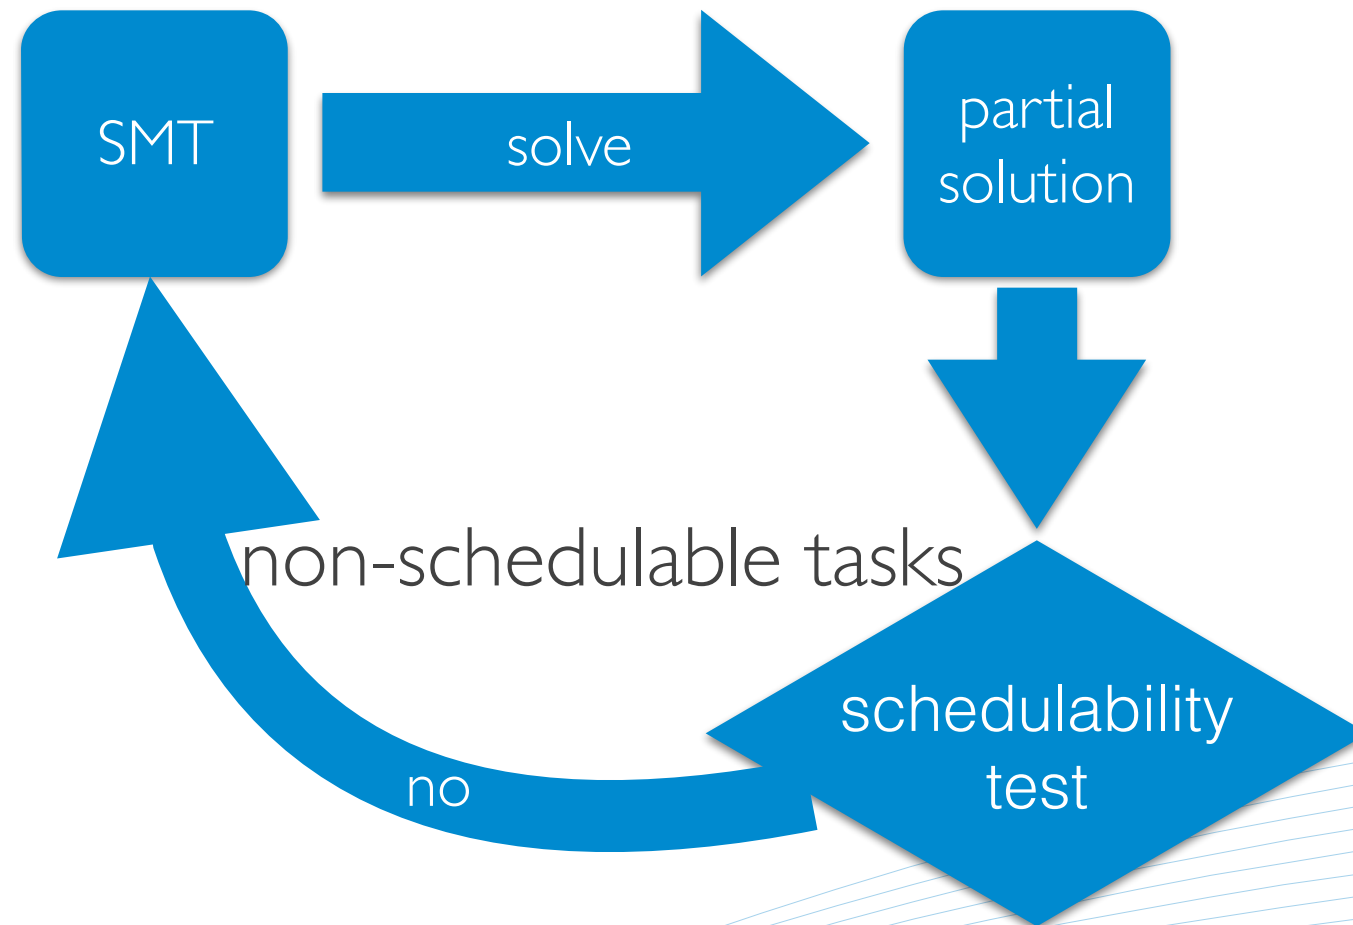 SMT
solve
partial
solution
non-schedulable tasks
schedulability
test
no